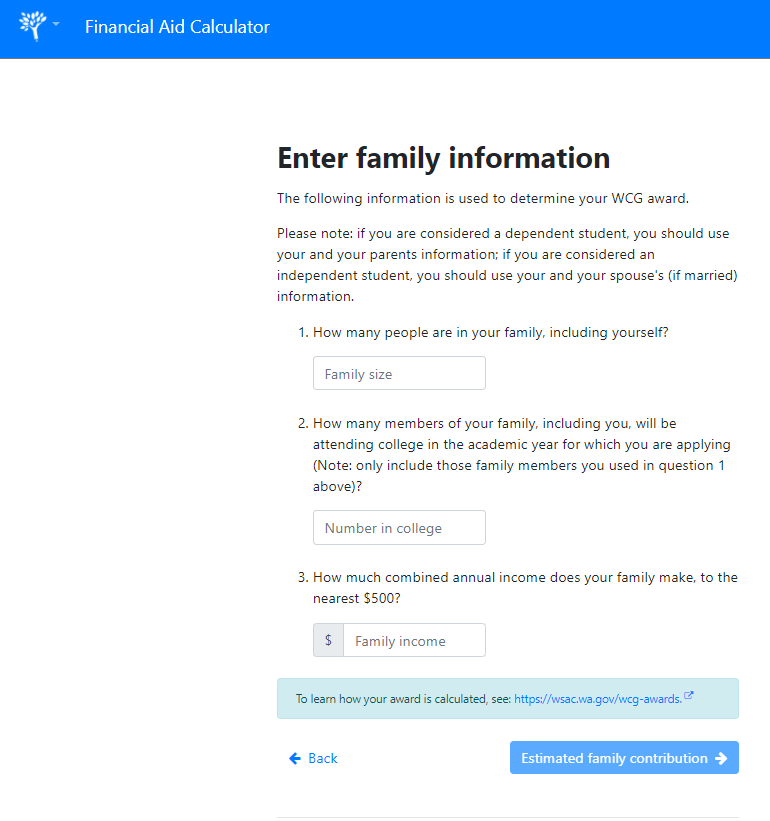 Financial Aid Calculator
Enter family information
The following information is used to determine your WCG award.
Please note: if you are considered a dependent student, you should use
your and your parents information; if you are considered an
independent student, you should use your and your spouse's (if married)
information.
1. How many people are in your family, including yourself?
Family size
2. How many members of your family, including you, will be
attending college in the academic year for which you are applying
(Note: only include those family members you used in question 1
above)?
Number in college
3. How much combined annual income does your family make, to the
nearest $500?
$ Family income
To learn how your award is calculated, see: https://wsac.wa.gov/wcg-awards.
Back
Estimated family contribution